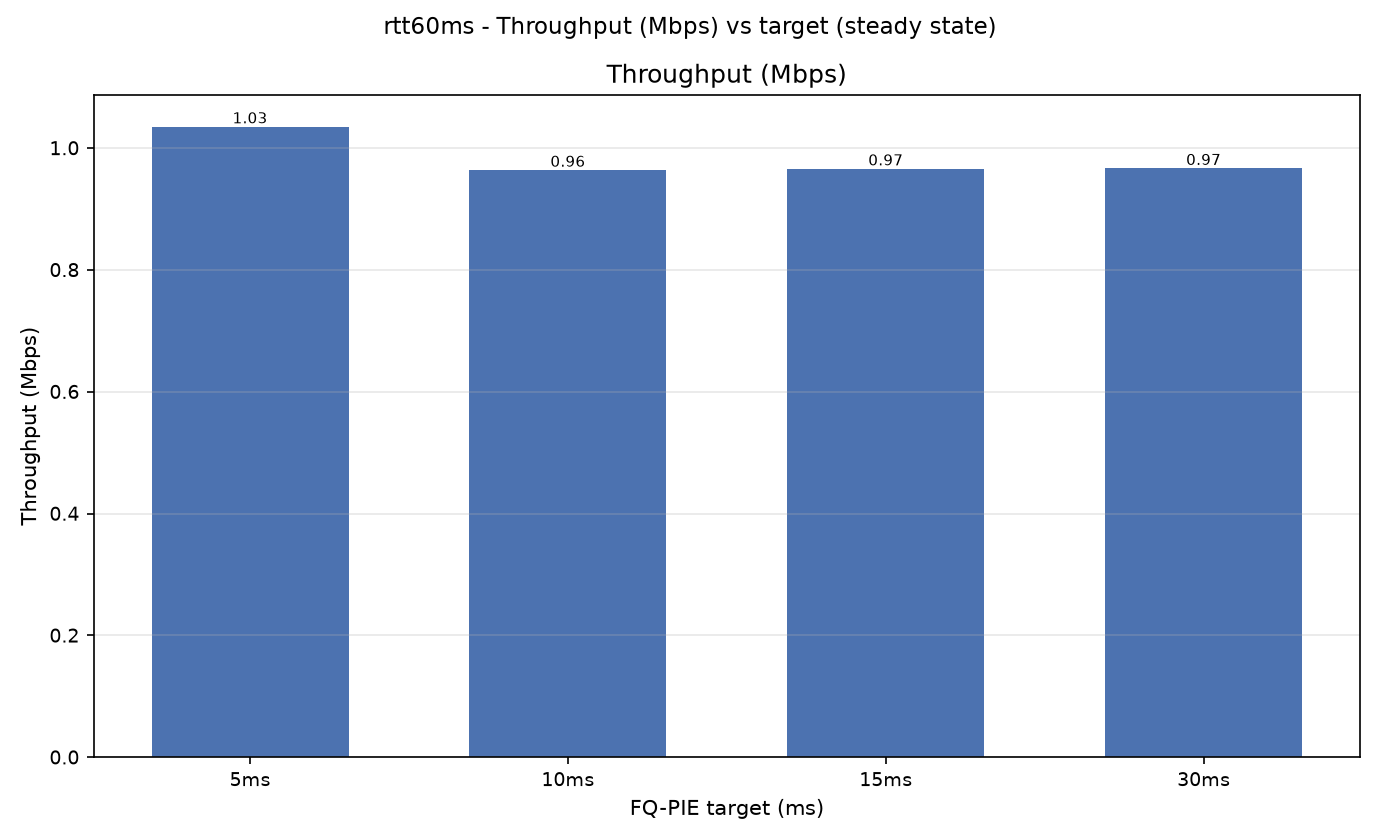 rtt60ms - Throughput (Mbps) vs target (steady state)
Throughput (Mbps)
1.03
0.96
0.97
0.97
1.0
0.8
0.6
0.4
0.2
0.0
Throughput (Mbps)
5ms
10ms
15ms
30ms
FQ-PIE target (ms)